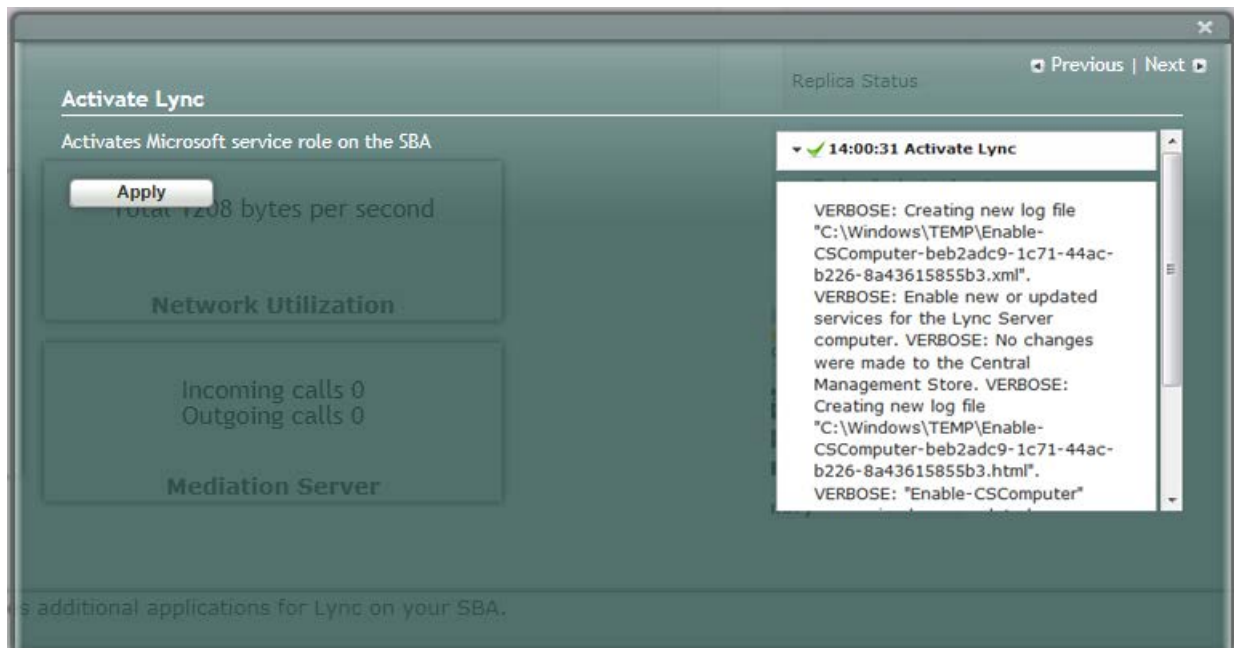 Previous | Next
Replica Status
Activate Lync
Activates Microsoft service role on the SBA
Apply
Total 1208 bytes per second
Network Utilization
Incoming calls 0
Outgoing calls 0
Mediation Server
14:00:31 Activate Lync
VERBOSE: Creating new log file
"C:\Windows\TEMP\Enable-
CSComputer-beb2adc9-1c71-44ac-
b226-8a43615855b3.xml".
VERBOSE: Enable new or updated
services for the Lync Server
computer. VERBOSE: No changes
were made to the Central
Management Store. VERBOSE:
Creating new log file
"C:\Windows\TEMP\Enable-
CSComputer-beb2adc9-1c71-44ac-
b226-8a43615855b3.html".
VERBOSE: "Enable-CSComputer"
additional applications for Lync on your SBA.